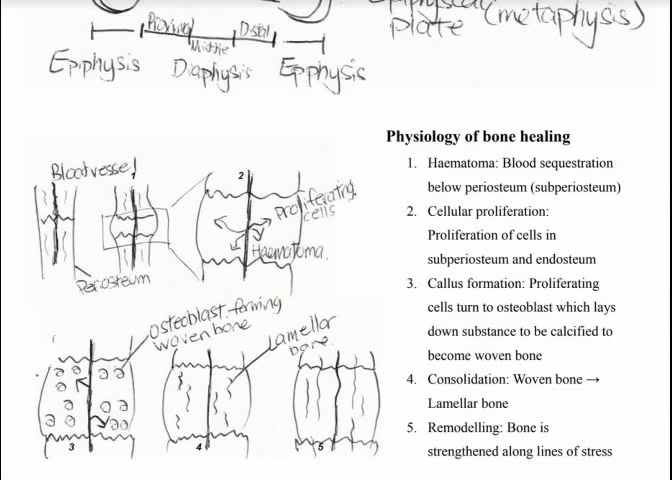 plate (metaphysis)
Proximal
Middle
Distal
Epiphysis
Diaphysis
Epphysis
Blood vessel
Periosteum
2
Proliferating
cells
Haematoma.
osteoblast forming
woven bone
Lamellar
bone
3
4
5
Physiology of bone healing
1. Haematoma: Blood sequestration
below periosteum (subperiosteum)
2. Cellular proliferation:
Proliferation of cells in
subperiosteum and endosteum
3. Callus formation: Proliferating
cells turn to osteoblast which lays
down substance to be calcified to
become woven bone
4. Consolidation: Woven bone →
Lamellar bone
5. Remodelling: Bone is
strengthened along lines of stress